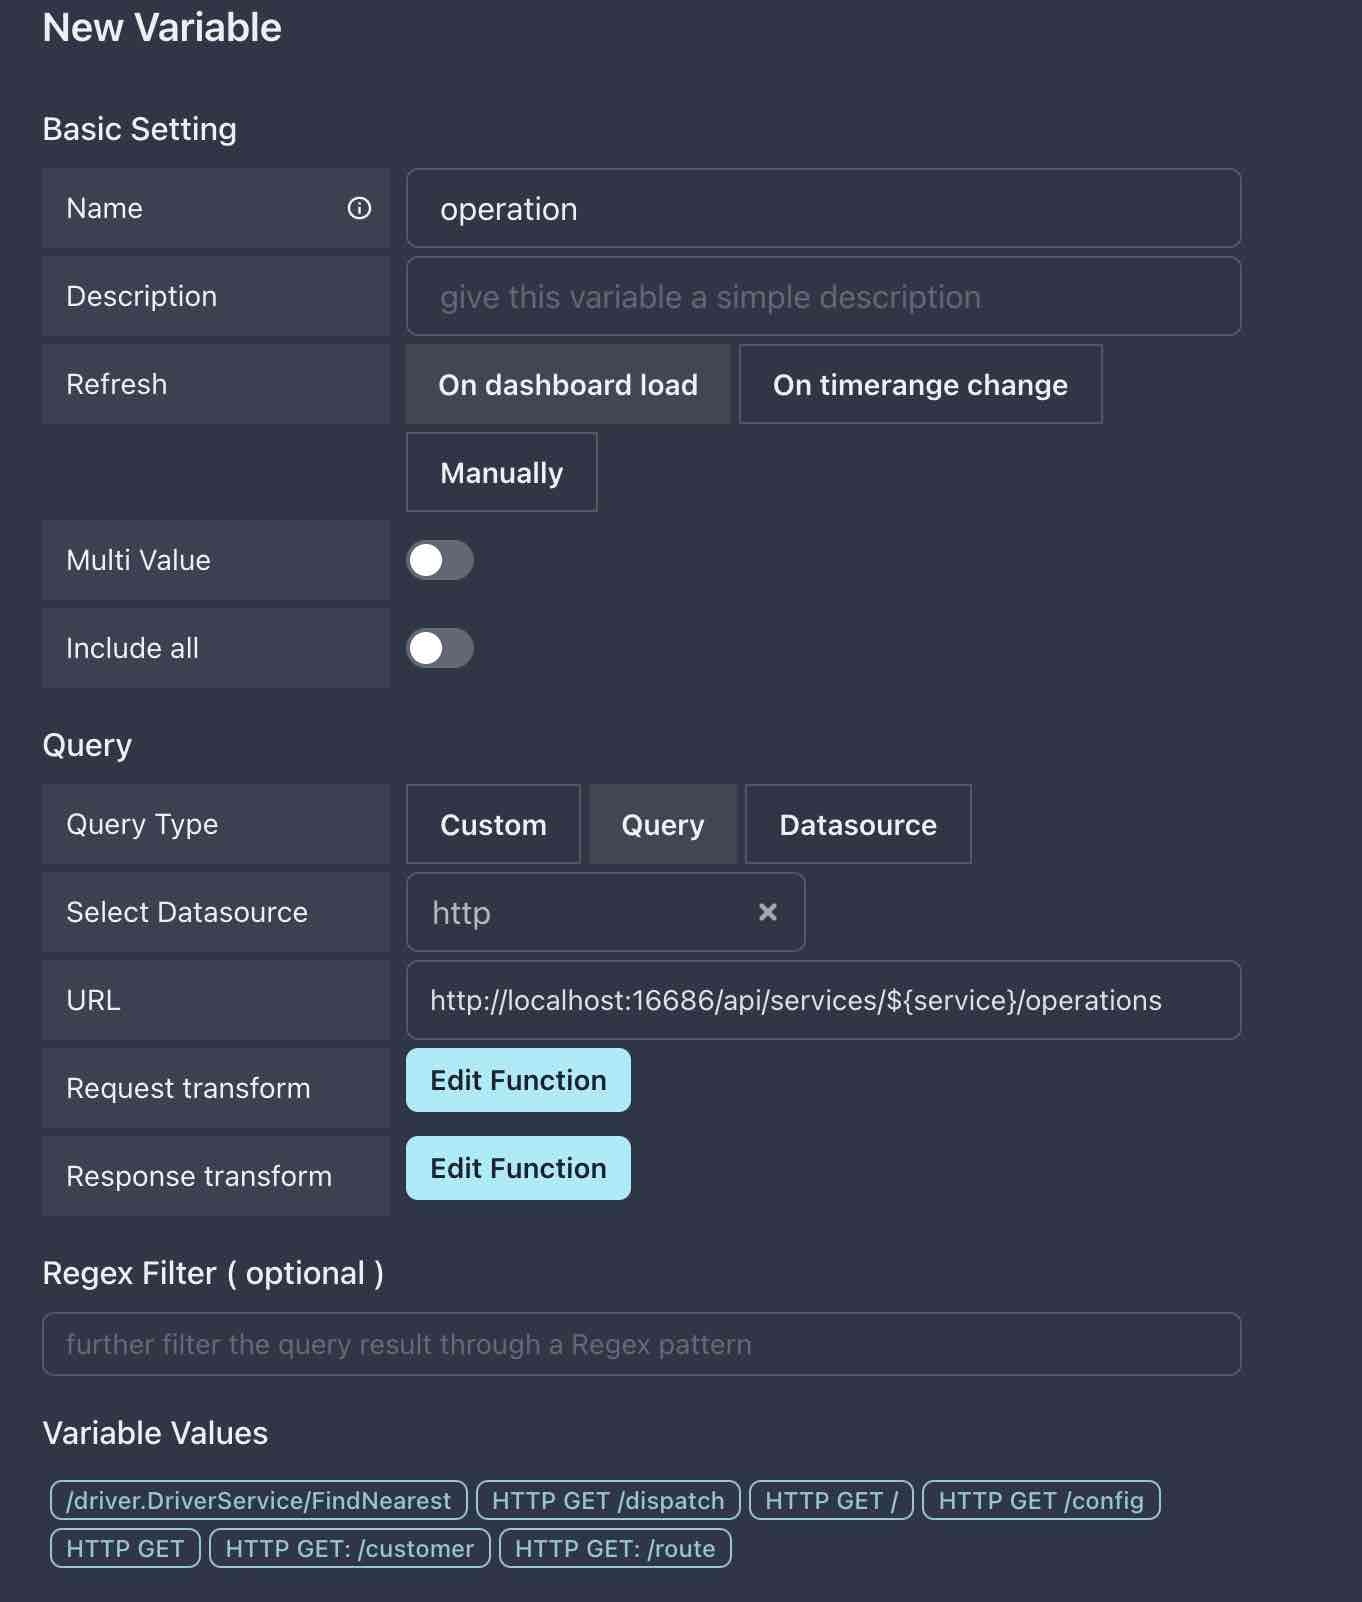 New Variable
Basic Setting
Name
operation
Description
give this variable a simple description
Refresh
On dashboard load
On timerange change
Manually
Multi Value
Include all
Query
Query Type
Custom
Query
Datasource
Select Datasource
http
URL
http://localhost:16686/api/services/${service}/operations
Request transform
Edit Function
Response transform
Edit Function
Regex Filter ( optional )
further filter the query result through a Regex pattern
Variable Values
/driver.DriverService/FindNearest
HTTP GET /dispatch
HTTP GET /
HTTP GET /config
HTTP GET
HTTP GET: /customer
HTTP GET: /route